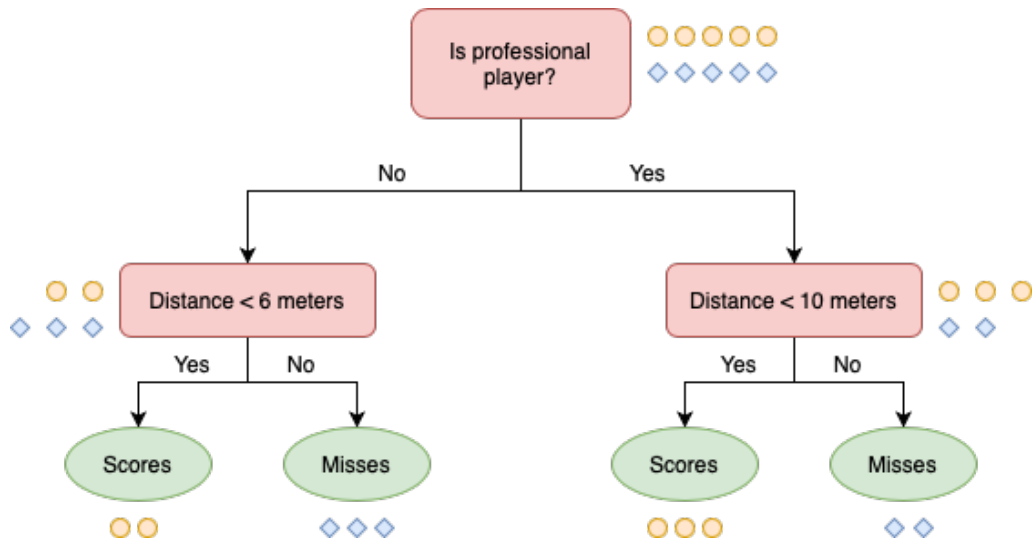 Is professional
player?
No
Yes
Distance < 6 meters
Distance < 10 meters
Yes
No
Yes
No
Scores
Misses
Scores
Misses